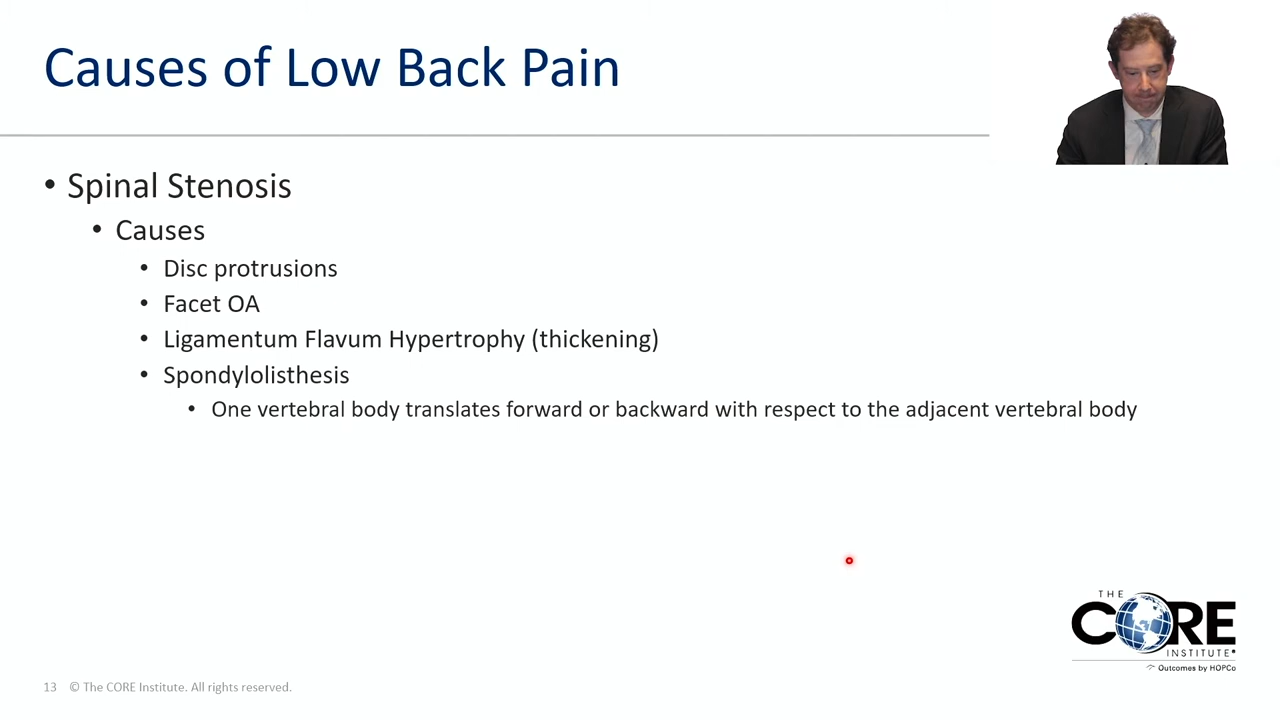 Causes of Low Back Pain
• Spinal Stenosis
• Causes
• Disc protrusions
• Facet OA
• Ligamentum Flavum Hypertrophy (thickening)
• Spondylolisthesis
• One vertebral body translates forward or backward with respect to the adjacent vertebral body
THE
CORE
INSTITUTE
Outcomes by HOPCo
13 © The CORE Institute. All rights reserved.